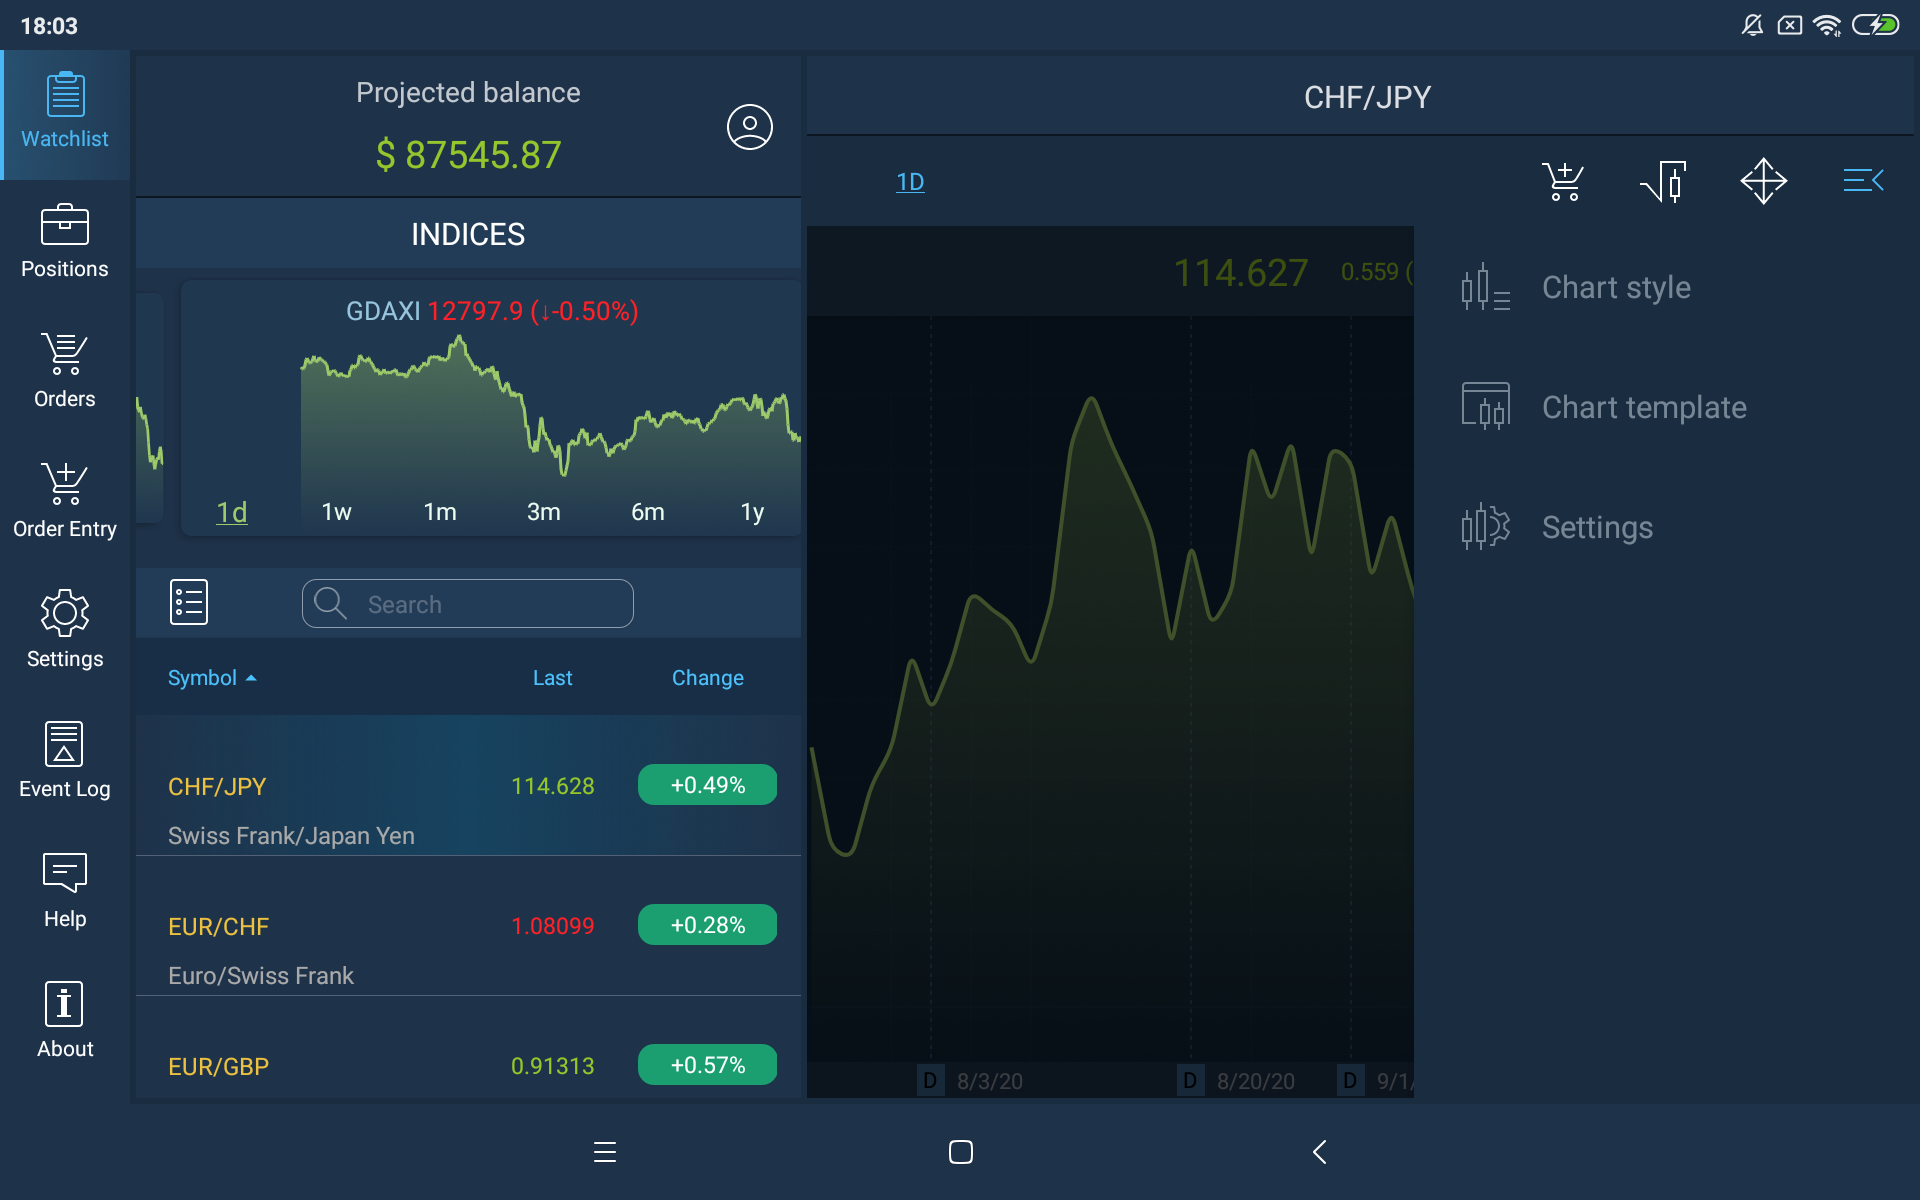 18:03
Watchlist
Positions
Orders
Order Entry
Settings
Event Log
Help
About
Projected balance
$ 87545.87
INDICES
GDAXI 12797.9 (↓-0.50%)
1d 1w 1m 3m 6m 1y
Search
Symbol Last Change
CHF/JPY 114.628 +0.49%
Swiss Frank/Japan Yen
EUR/CHF 1.08099 +0.28%
Euro/Swiss Frank
EUR/GBP 0.91313 +0.57%
CHF/JPY
1D
114.627 0.559 (
D 8/3/20 D 8/20/20 D 9/1/
Chart style
Chart template
Settings